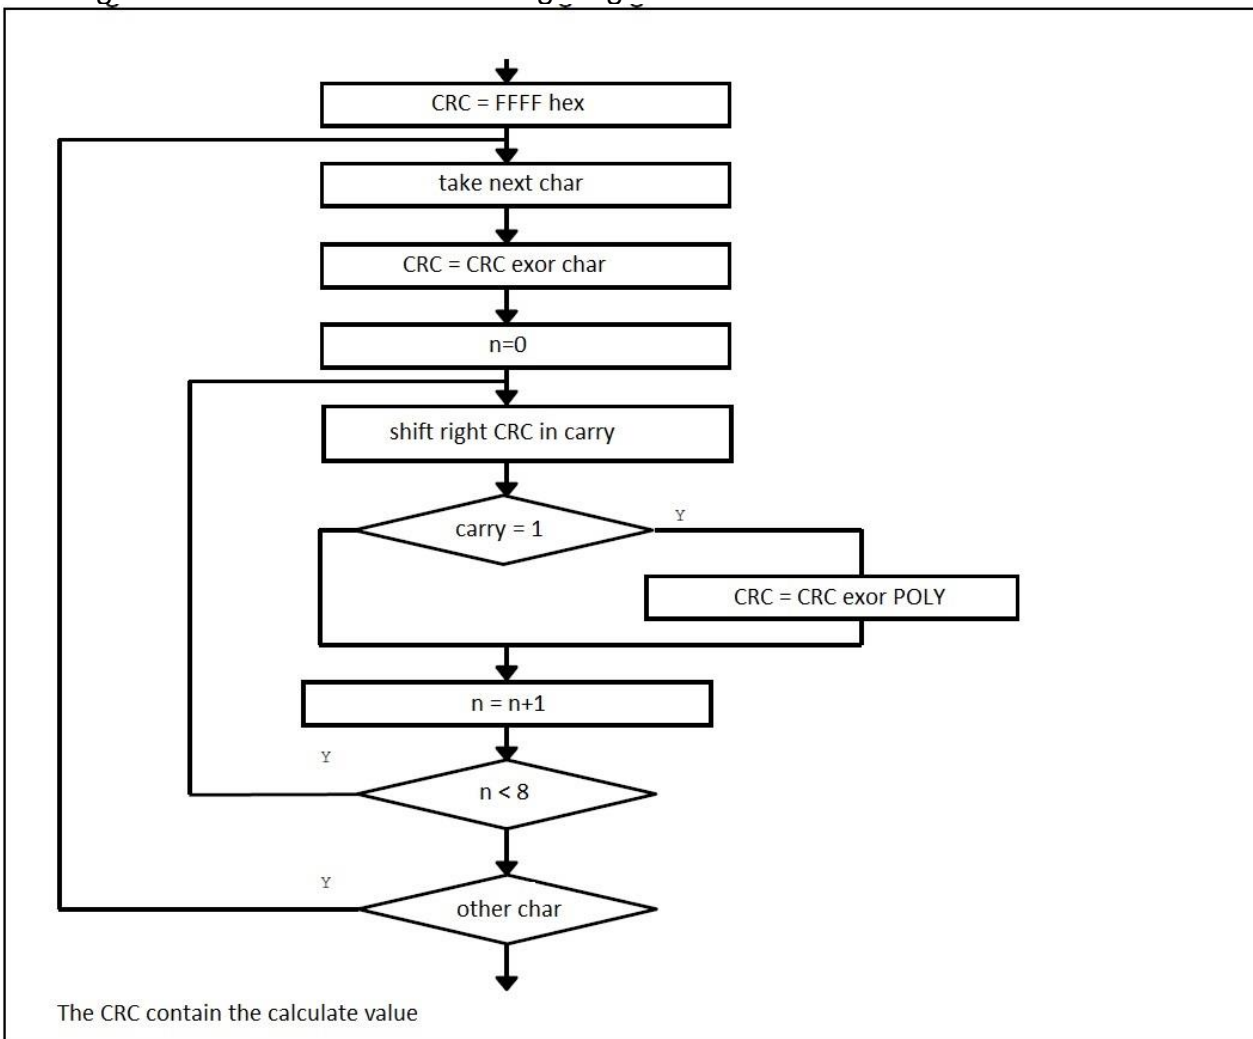 CRC = FFFF hex
take next char
CRC = CRC exor char
n=0
shift right CRC in carry
carry = 1
Y
CRC = CRC exor POLY
n = n+1
Y
n < 8
Y
other char
The CRC contain the calculate value